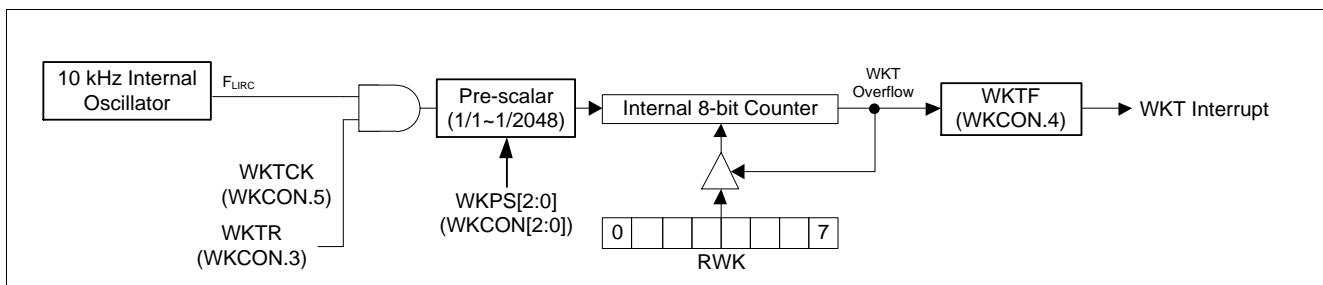 10 kHz Internal
Oscillator
FLIRC
WKTCK
(WKCON.5)
WKTR
(WKCON.3)
Pre-scalar
(1/1~1/2048)
WKPS[2:0]
(WKCON[2:0])
Internal 8-bit Counter
0
7
RWK
WKT
Overflow
WKTF
(WKCON.4)
WKT Interrupt